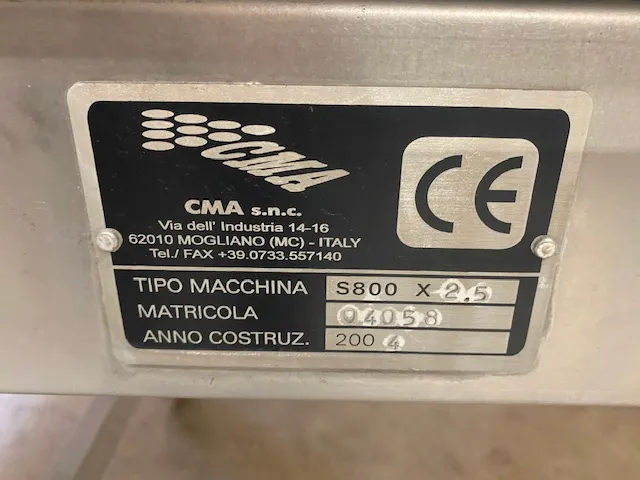 CMA
CE
CMA s.n.c.
Via dell' Industria 14-16
62010 MOGLIANO (MC) - ITALY
Tel./ FAX +39.0733.557140
TIPO MACCHINA S800 X 2.5
MATRICOLA 04058
ANNO COSTRUZ. 2004